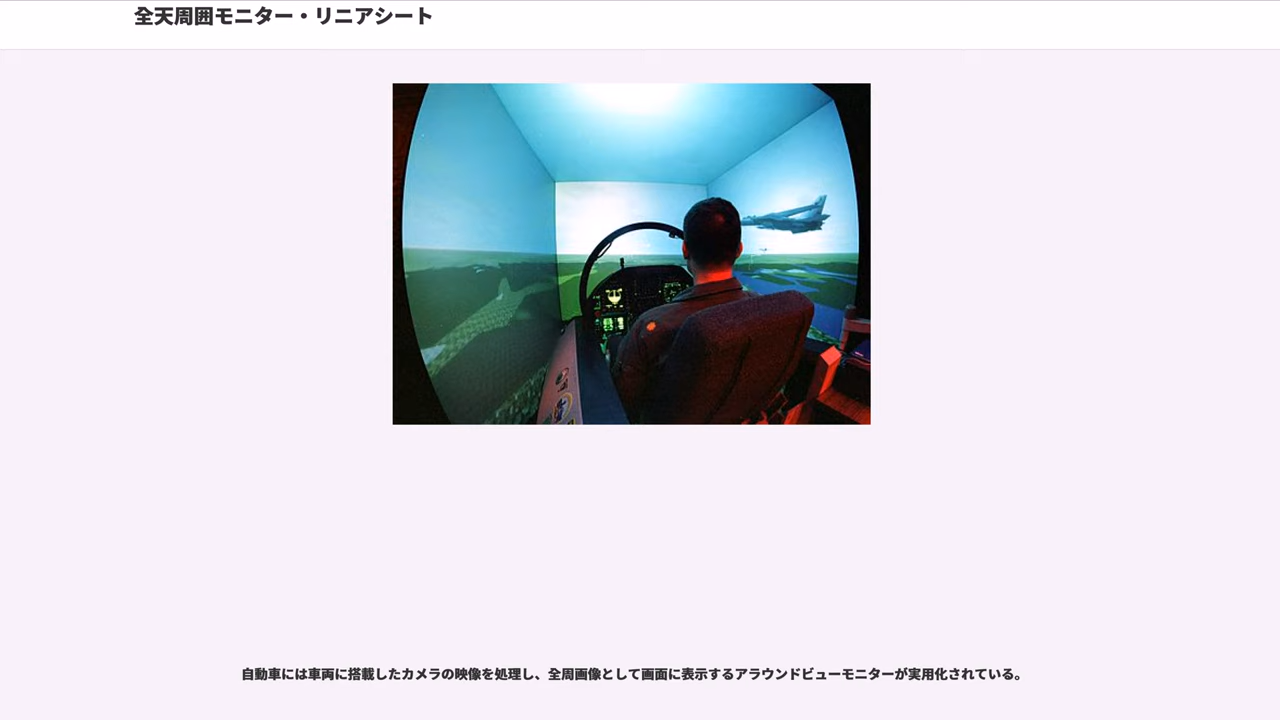 全天周囲モニター・リニアシート
自動車には車両に搭載したカメラの映像を処理し、全周画像として画面に表示するアラウンドビューモニターが実用化されている。